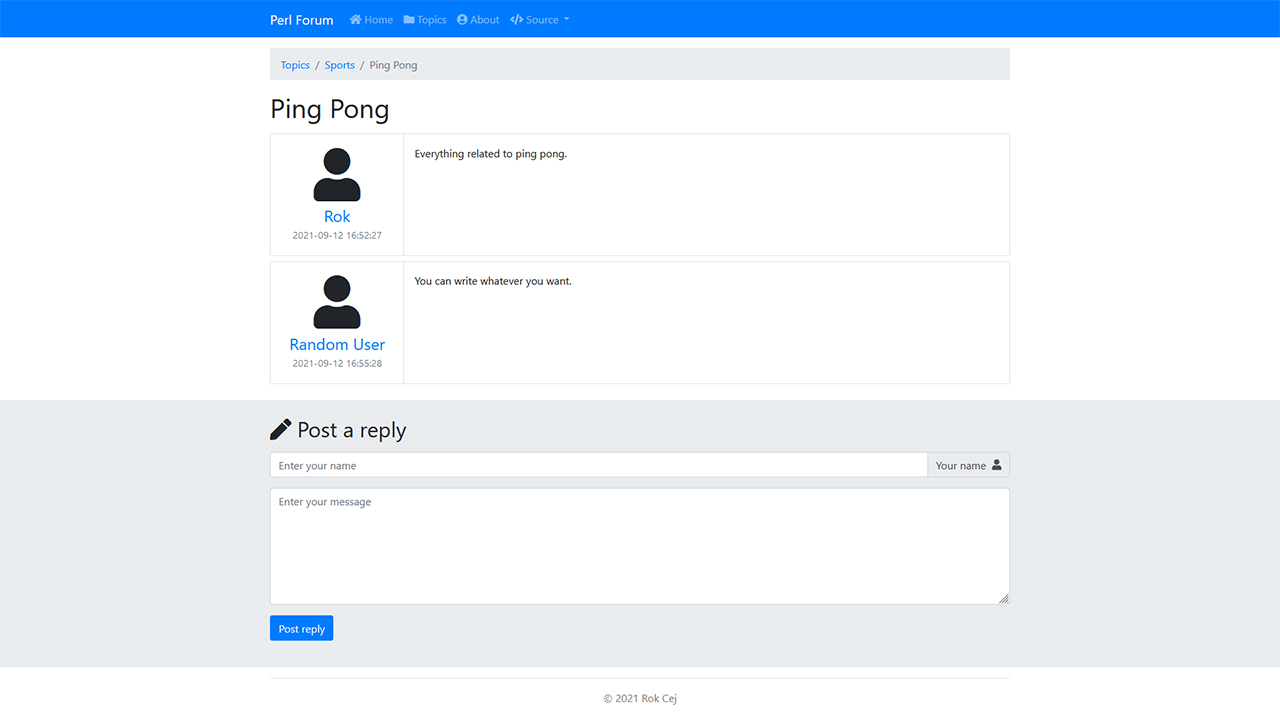 Perl Forum Home Topics About Source
Topics / Sports / Ping Pong
Ping Pong
Everything related to ping pong.
Rok
2021-09-12 16:52:27
You can write whatever you want.
Random User
2021-09-12 16:55:28
Post a reply
Enter your name Your name
Enter your message
Post reply
© 2021 Rok Cej